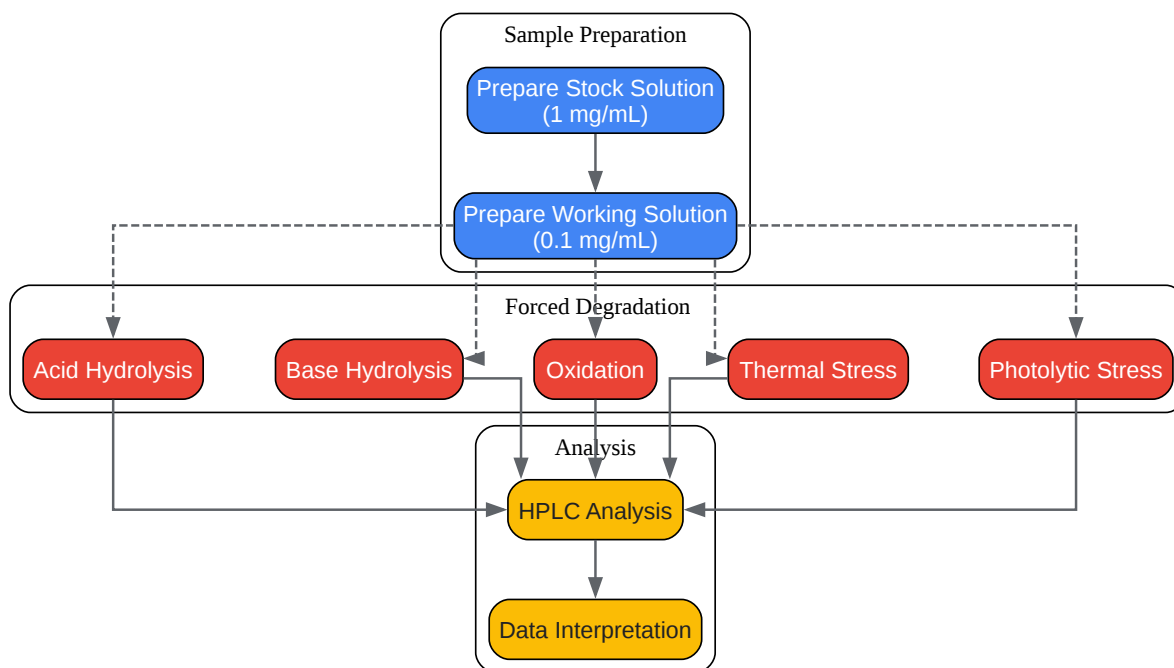 Sample Preparation
Prepare Stock Solution
(1 mg/mL)
Prepare Working Solution
(0.1 mg/mL)
Forced Degradation
Acid Hydrolysis
Base Hydrolysis
Oxidation
Thermal Stress
Photolytic Stress
Analysis
HPLC Analysis
Data Interpretation